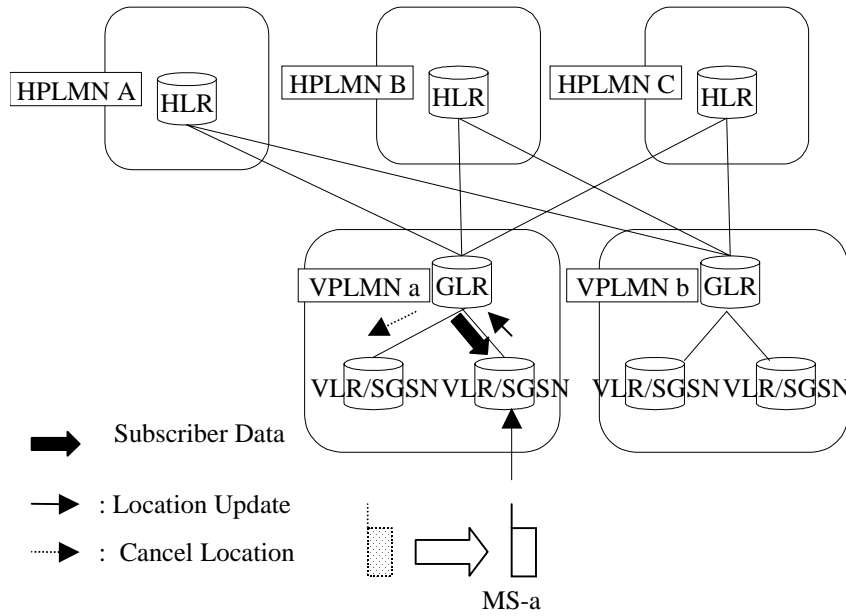 HPLMN A
HLR
HPLMN B
HLR
HPLMN C
HLR
VPLMN a
GLR
VPLMN b
GLR
VLR/SGSN
VLR/SGSN
VLR/SGSN
VLR/SGSN
Subscriber Data
: Location Update
: Cancel Location
MS-a